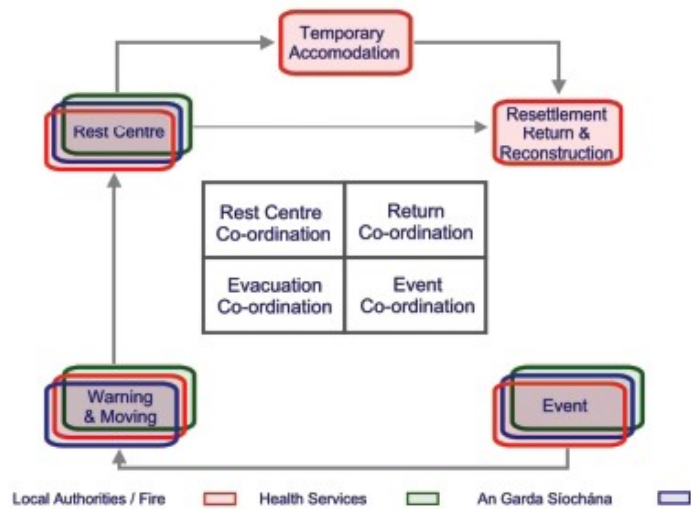 Temporary
Accomodation
Rest Centre
Resettlement
Return &
Reconstruction
Rest Centre
Co-ordination
Return
Co-ordination
Evacuation
Co-ordination
Event
Co-ordination
Warning
& Moving
Event
Local Authorities / Fire
Health Services
An Garda Síochána